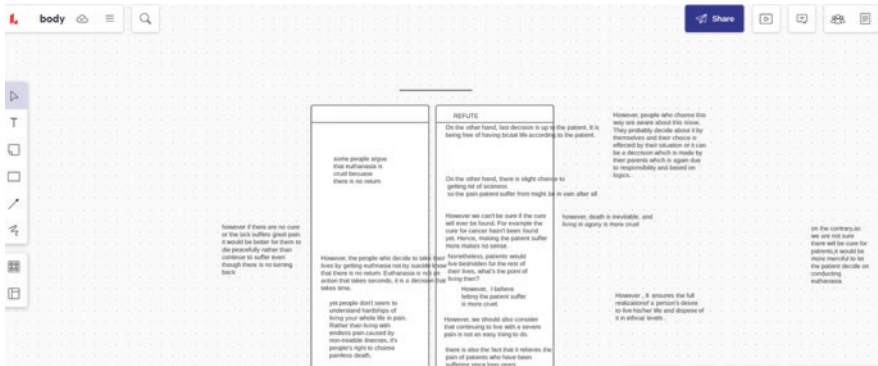 body
Share
REFUTE
On the other hand, last decision is up to the patient. It is
being free of having brutal life according to the patient.
However, people who choose this
way are aware about this issue.
They probably decide about it by
themselves and their choice is
effected by their situation or it can
be a decision which is made by
their parents which is again due
to responsibility and based on
logics.
some people argue
that euthanasia is
cruel becuase
there is no return
On the other hand, there is slight chance to
getting rid of sickness
so the pain patient suffer from might be in vain after all
However we can't be sure if the cure
will ever be found. For example the
cure for cancer hasn't been found
yet. Hence, making the patient suffer
more makes no sense.
however, death is inevitable, and
living in agony is more cruel
however if there are no cure
or the sick suffers great pain
it would be better for them to
die peacefully rather than
continue to suffer even
though there is no turning
back
on the contrary,as
we are not sure
there will be cure for
patients,it would be
more merciful to let
the patient decide on
conducting
euthanasia
However, the people who decide to take their
lives by getting euthanasia not by suicide know
that there is no return. Euthanasia is not an
action that takes seconds, it is a decision that
takes time.
Nonetheless, patients would
live bedridden for the rest of
their lives, what's the point of
living then?
However, I believe
letting the patient suffer
is more cruel
However , It ensures the full
realizationof a person's desire
to live his/her life and dispose of
it in ethical levels .
yet people don't seem to
understand hardships of
living your whole life in pain.
Rather than living with
endless pain caused by
non-treatible illnesses, it's
people's right to choose
painless death.
However, we should also consider
that continuing to live with a severe
pain is not an easy thing to do.
there is also the fact that it relieves the
pain of patients who have been
suffering since long years.